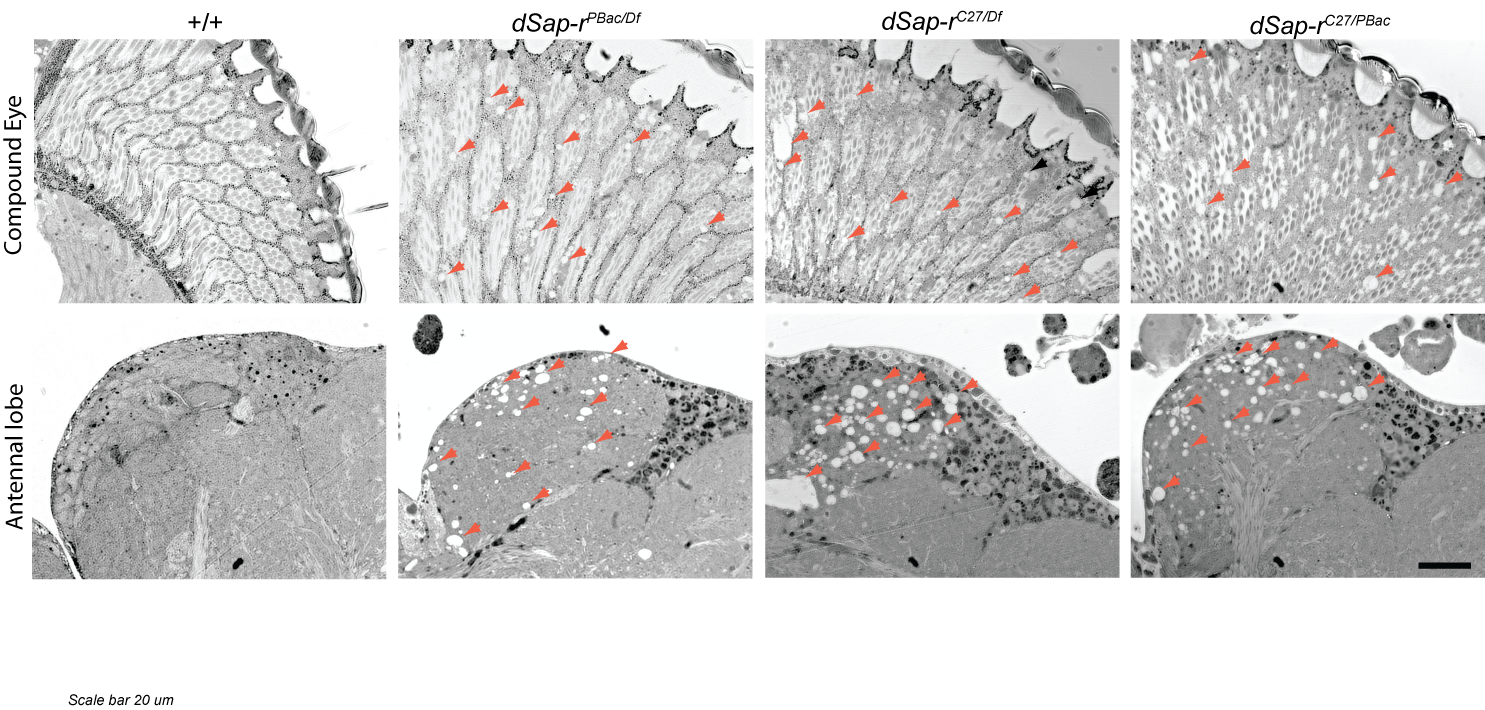 +/+
dSap-rPBac/Df
dSap-rC27/Df
dSap-rC27/PBac
Compound Eye
Antennal lobe
Scale bar 20 um